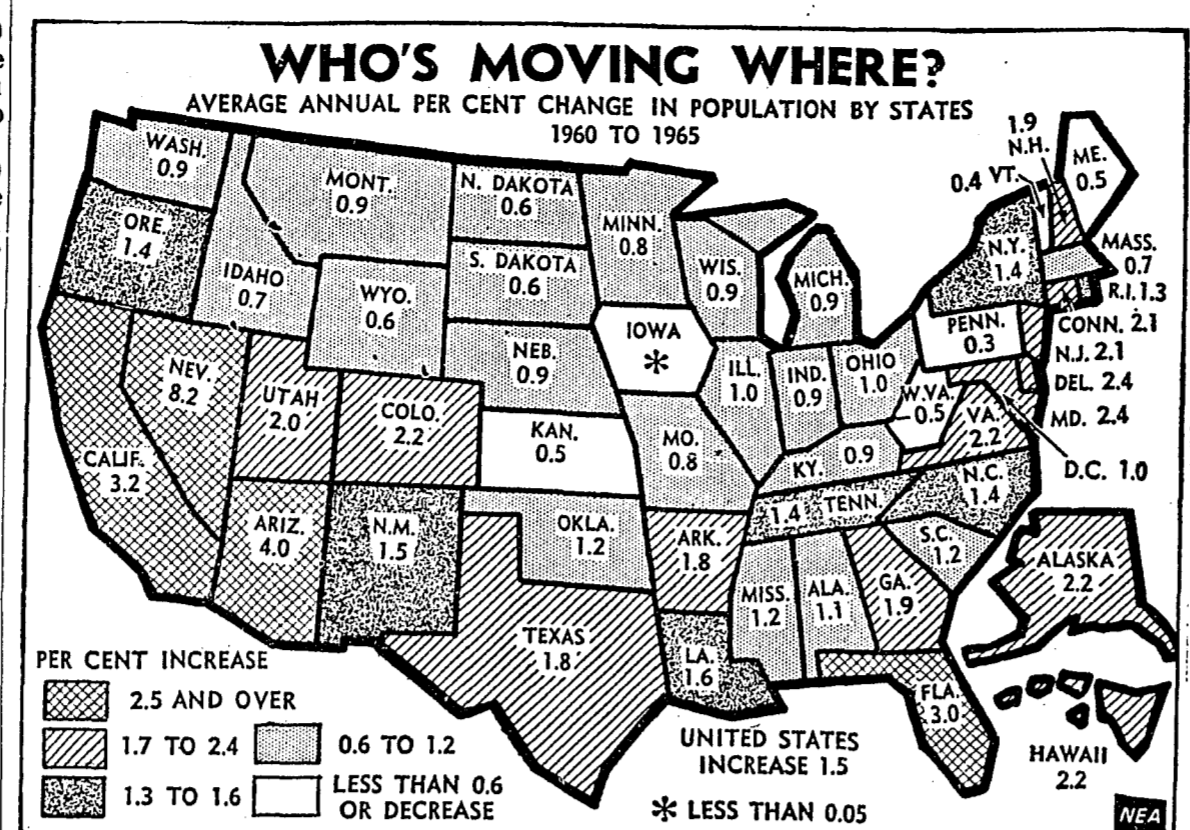 WHO'S MOVING WHERE?
AVERAGE ANNUAL PER CENT CHANGE IN POPULATION BY STATES
1960 TO 1965
WASH.
0.9
ORE.
1.4
CALIF.
3.2
NEV.
8.2
IDAHO
0.7
MONT.
0.9
WYO.
0.6
UTAH
2.0
COLO.
2.2
ARIZ.
4.0
N.M.
1.5
N. DAKOTA
0.6
S. DAKOTA
0.6
NEB.
0.9
KAN.
0.5
OKLA.
1.2
TEXAS
1.8
MINN.
0.8
IOWA
*
MO.
0.8
ARK.
1.8
LA.
1.6
WIS.
0.9
ILL.
1.0
MICH.
0.9
IND.
0.9
OHIO
1.0
KY. 0.9
1.4 TENN.
MISS.
1.2
ALA.
1.1
GA.
1.9
FLA.
3.0
S.C.
1.2
N.C.
1.4
VA.
2.2
W.VA.
0.5
PENN.
0.3
N.Y.
1.4
0.4 VT.
1.9
N.H.
ME.
0.5
MASS.
0.7
R.I. 1.3
CONN. 2.1
N.J. 2.1
DEL. 2.4
MD. 2.4
D.C. 1.0
ALASKA
2.2
HAWAII
2.2
PER CENT INCREASE
2.5 AND OVER
1.7 TO 2.4
1.3 TO 1.6
0.6 TO 1.2
LESS THAN 0.6
OR DECREASE
UNITED STATES
INCREASE 1.5
* LESS THAN 0.05
NEA